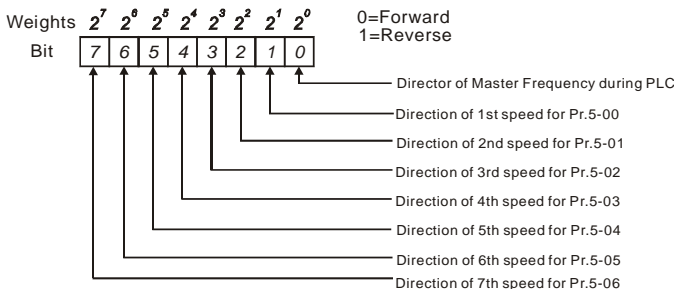 Weights 2⁷ 2⁶ 2⁵ 2⁴ 2³ 2² 2¹ 2⁰
0=Forward
1=Reverse
Bit 7 6 5 4 3 2 1 0
Director of Master Frequency during PLC
Direction of 1st speed for Pr.5-00
Direction of 2nd speed for Pr.5-01
Direction of 3rd speed for Pr.5-02
Direction of 4th speed for Pr.5-03
Direction of 5th speed for Pr.5-04
Direction of 6th speed for Pr.5-05
Direction of 7th speed for Pr.5-06